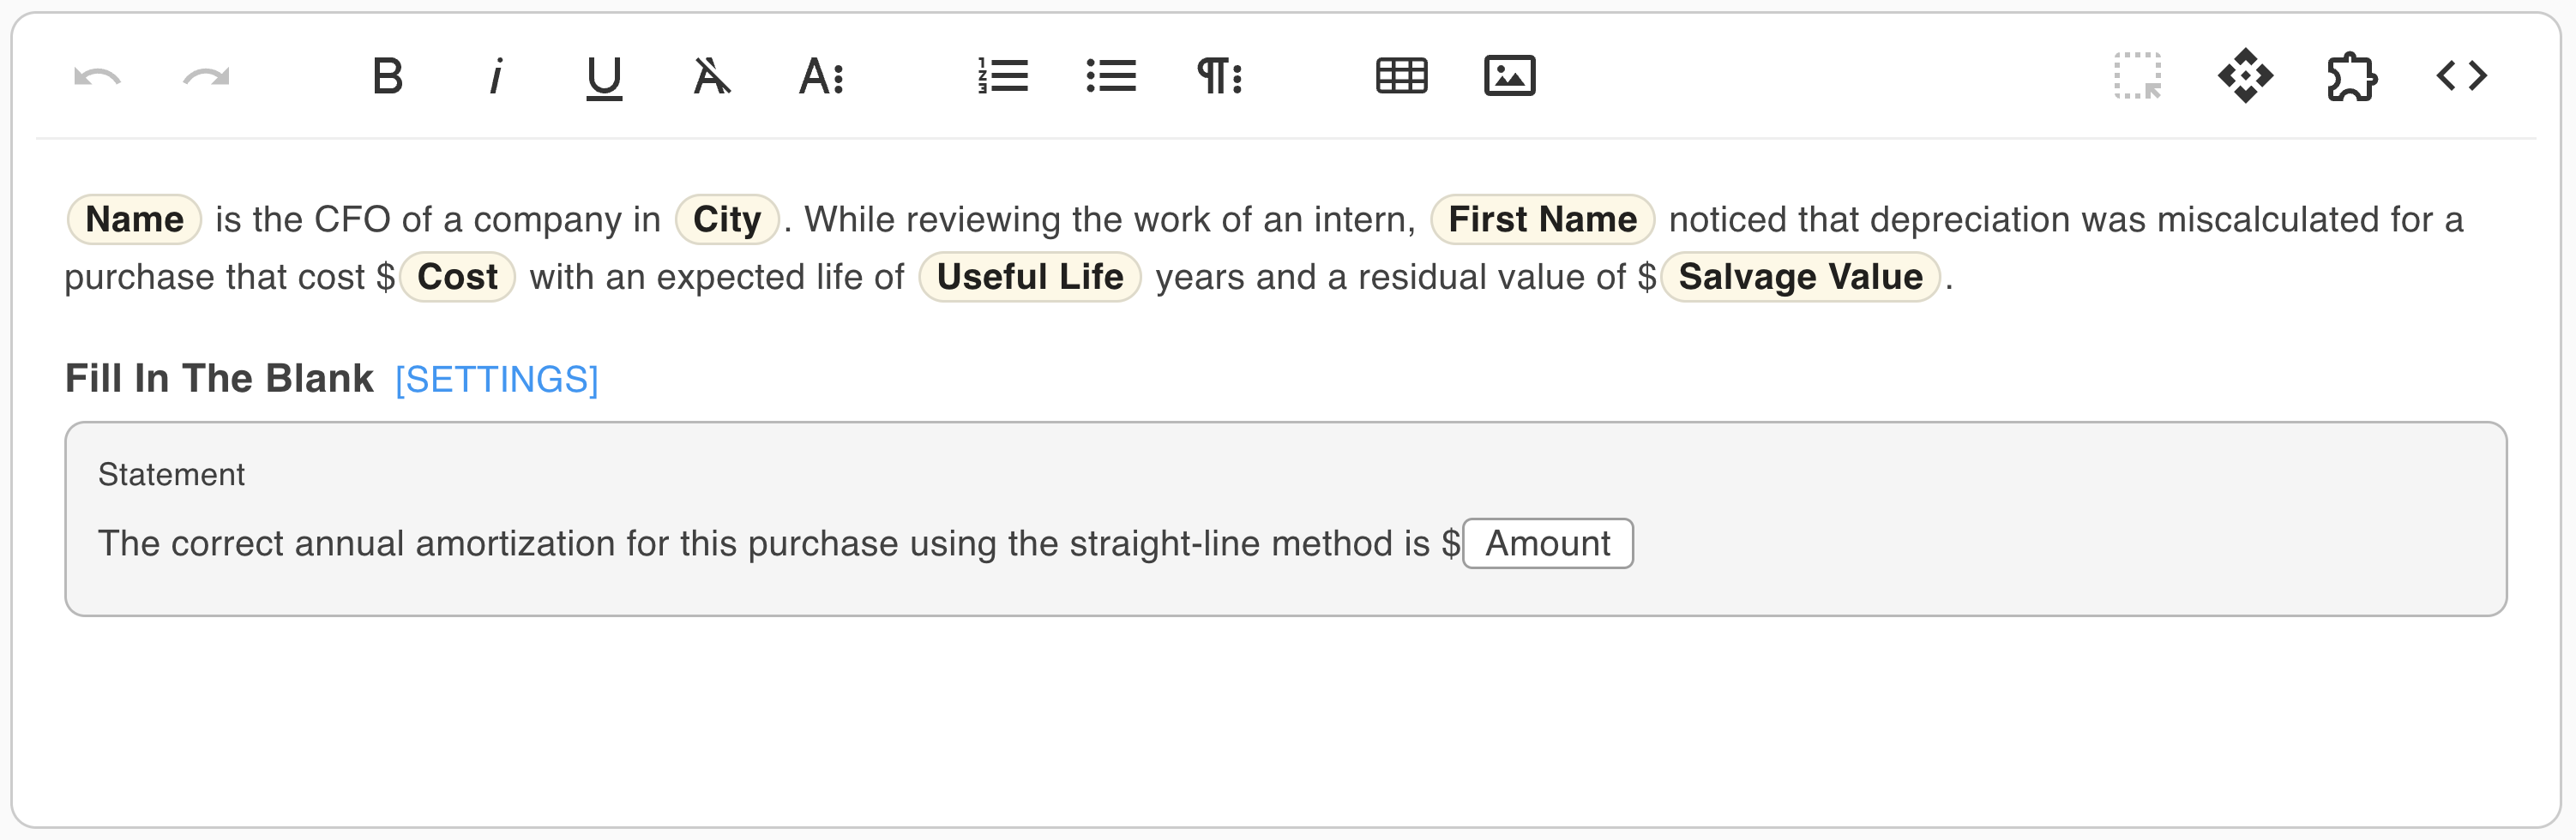 Name is the CFO of a company in City. While reviewing the work of an intern, First Name noticed that depreciation was miscalculated for a
purchase that cost $Cost with an expected life of Useful Life years and a residual value of $Salvage Value.
Fill In The Blank [SETTINGS]
Statement
The correct annual amortization for this purchase using the straight-line method is $Amount